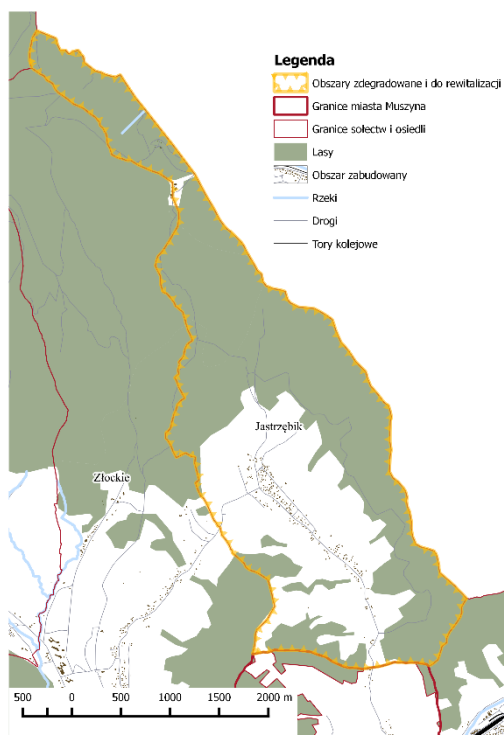 Legenda
Obszary zdegradowane i do rewitalizacji
Granice miasta Muszyna
Granice sołectw i osiedli
Lasy
Obszar zabudowany
Rzeki
Drogi
Tory kolejowe
Jastrzębik
Złockie
500 0 500 1000 1500 2000 m